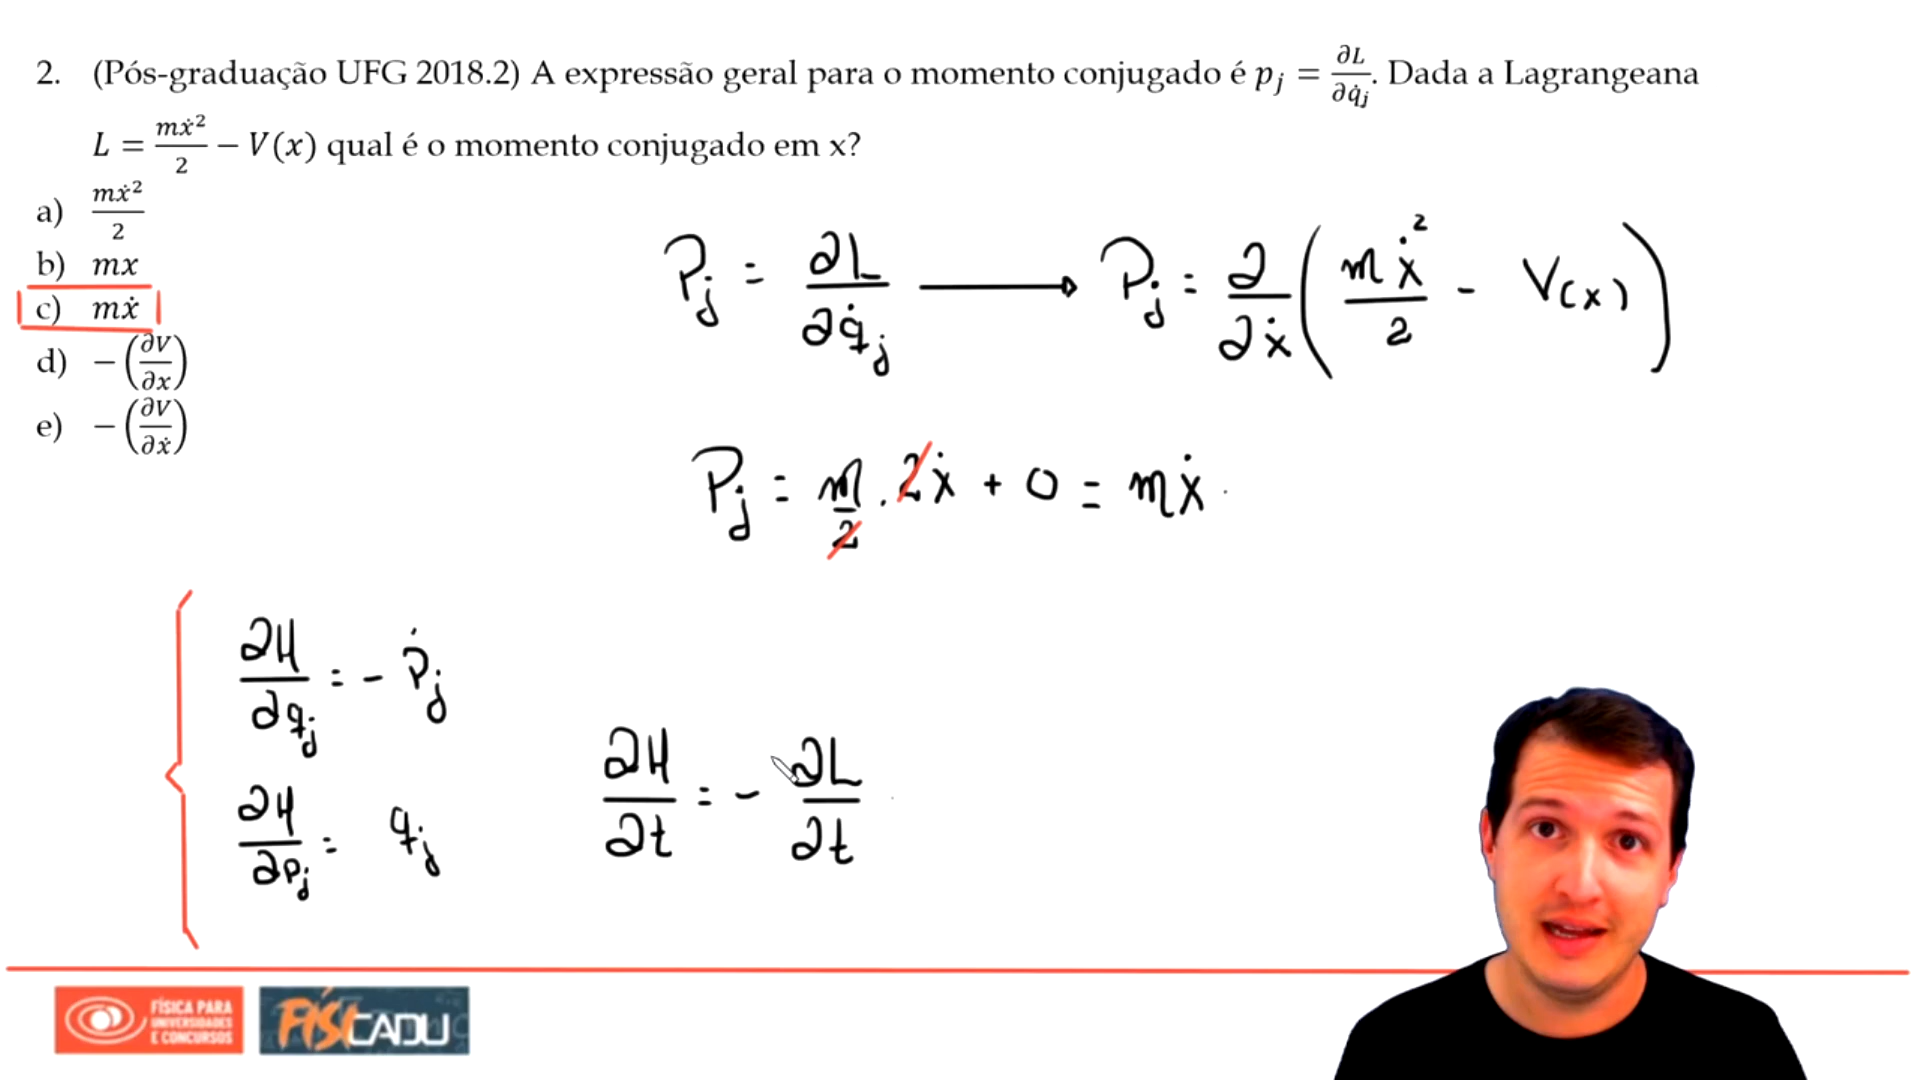 2. (Pós-graduação UFG 2018.2) A expressão geral para o momento conjugado é p_j = ∂L/∂q̇_j. Dada a Lagrangeana
L = mẋ²/2 − V(x) qual é o momento conjugado em x?
a) mẋ²/2
b) mx
c) mẋ
d) −(∂V/∂x)
e) −(∂V/∂ẋ)
P_j = ∂L/∂q̇_j → P_j = ∂/∂ẋ (mẋ²/2 - V(x))
P_j = m/2 . 2ẋ + 0 = mẋ
∂H/∂q_j = - Ṗ_j
∂H/∂P_j = q_j
∂H/∂t = - ∂L/∂t
FÍSICA PARA
UNIVERSIDADES
E CONCURSOS
FÍSICADU